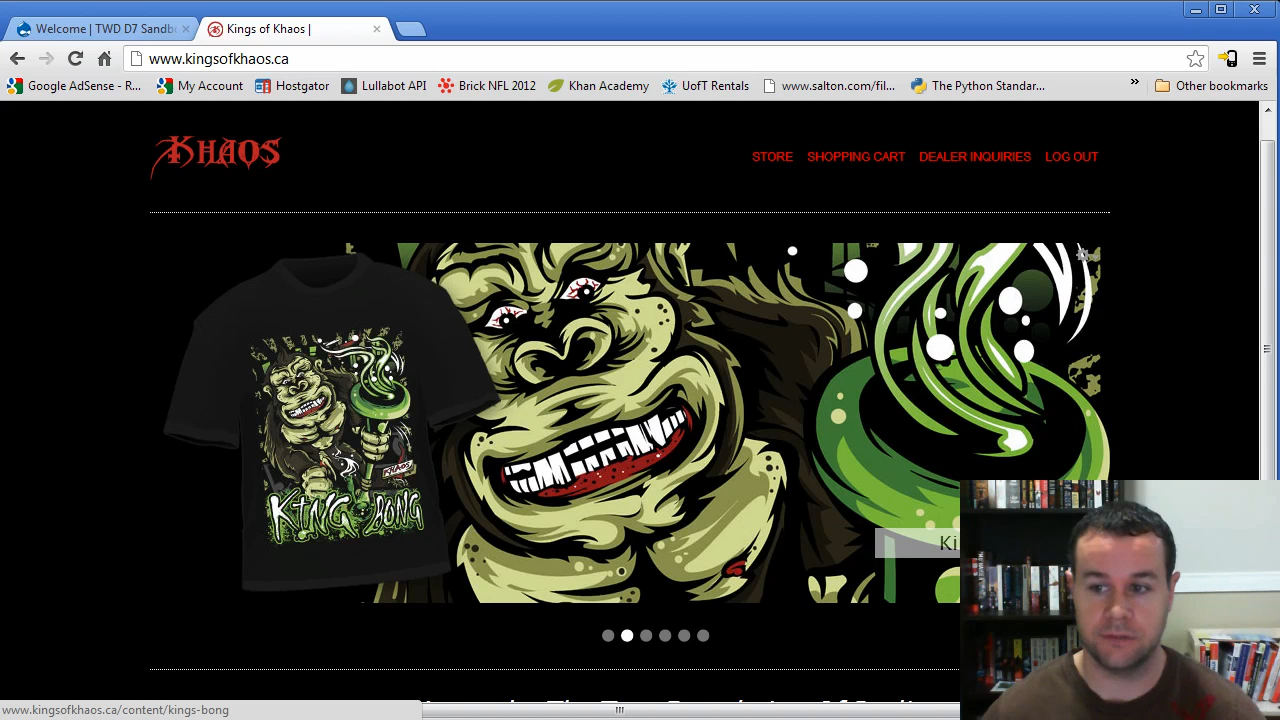 Welcome | TWD D7 Sandb
Kings of Khaos |
www.kingsofkhaos.ca
Google AdSense - R...
My Account
Hostgator
Lullabot API
Brick NFL 2012
Khan Academy
UofT Rentals
www.salton.com/fil...
The Python Standar...
»
Other bookmarks
KHAOS
STORE SHOPPING CART DEALER INQUIRIES LOG OUT
KHAOS
KING BONG
Ki
www.kingsofkhaos.ca/content/kings-bong